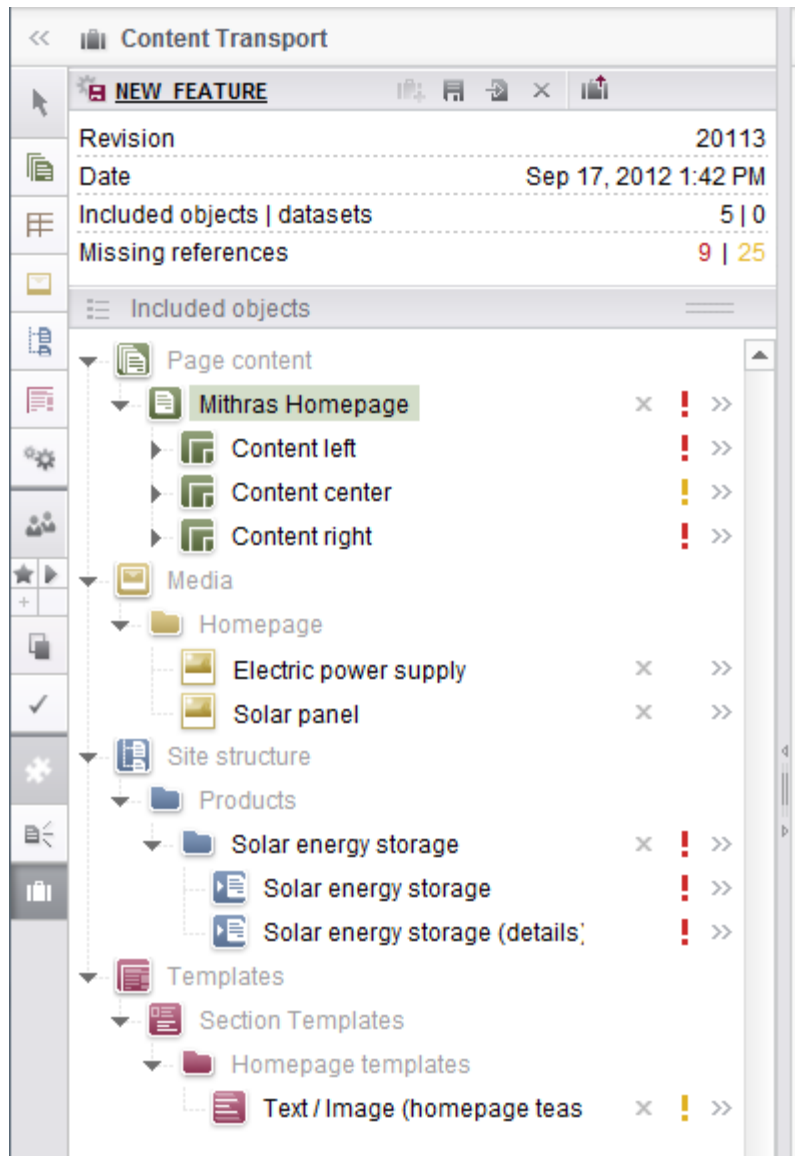 Content Transport
NEW_FEATURE
Revision 20113
Date Sep 17, 2012 1:42 PM
Included objects | datasets 5 | 0
Missing references 9 | 25
Included objects
Page content
Mithras Homepage
Content left
Content center
Content right
Media
Homepage
Electric power supply
Solar panel
Site structure
Products
Solar energy storage
Solar energy storage
Solar energy storage (details)
Templates
Section Templates
Homepage templates
Text / Image (homepage teas